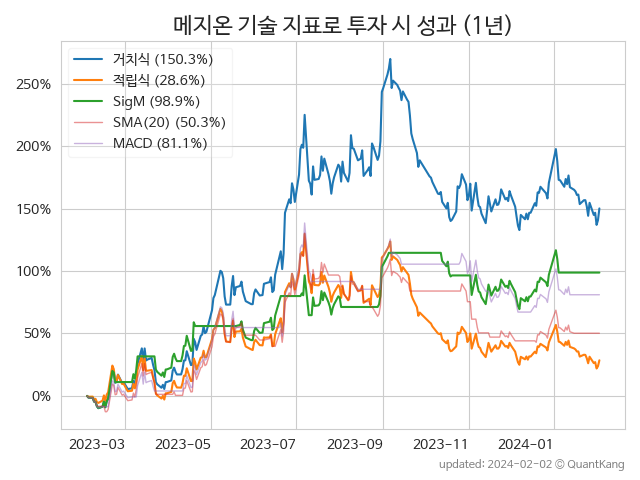 메지온 기술 지표로 투자 시 성과 (1년)
거치식 (150.3%)
적립식 (28.6%)
SigM (98.9%)
SMA(20) (50.3%)
MACD (81.1%)
250%
200%
150%
100%
50%
0%
2023-03 2023-05 2023-07 2023-09 2023-11 2024-01
updated: 2024-02-02 © QuantKang